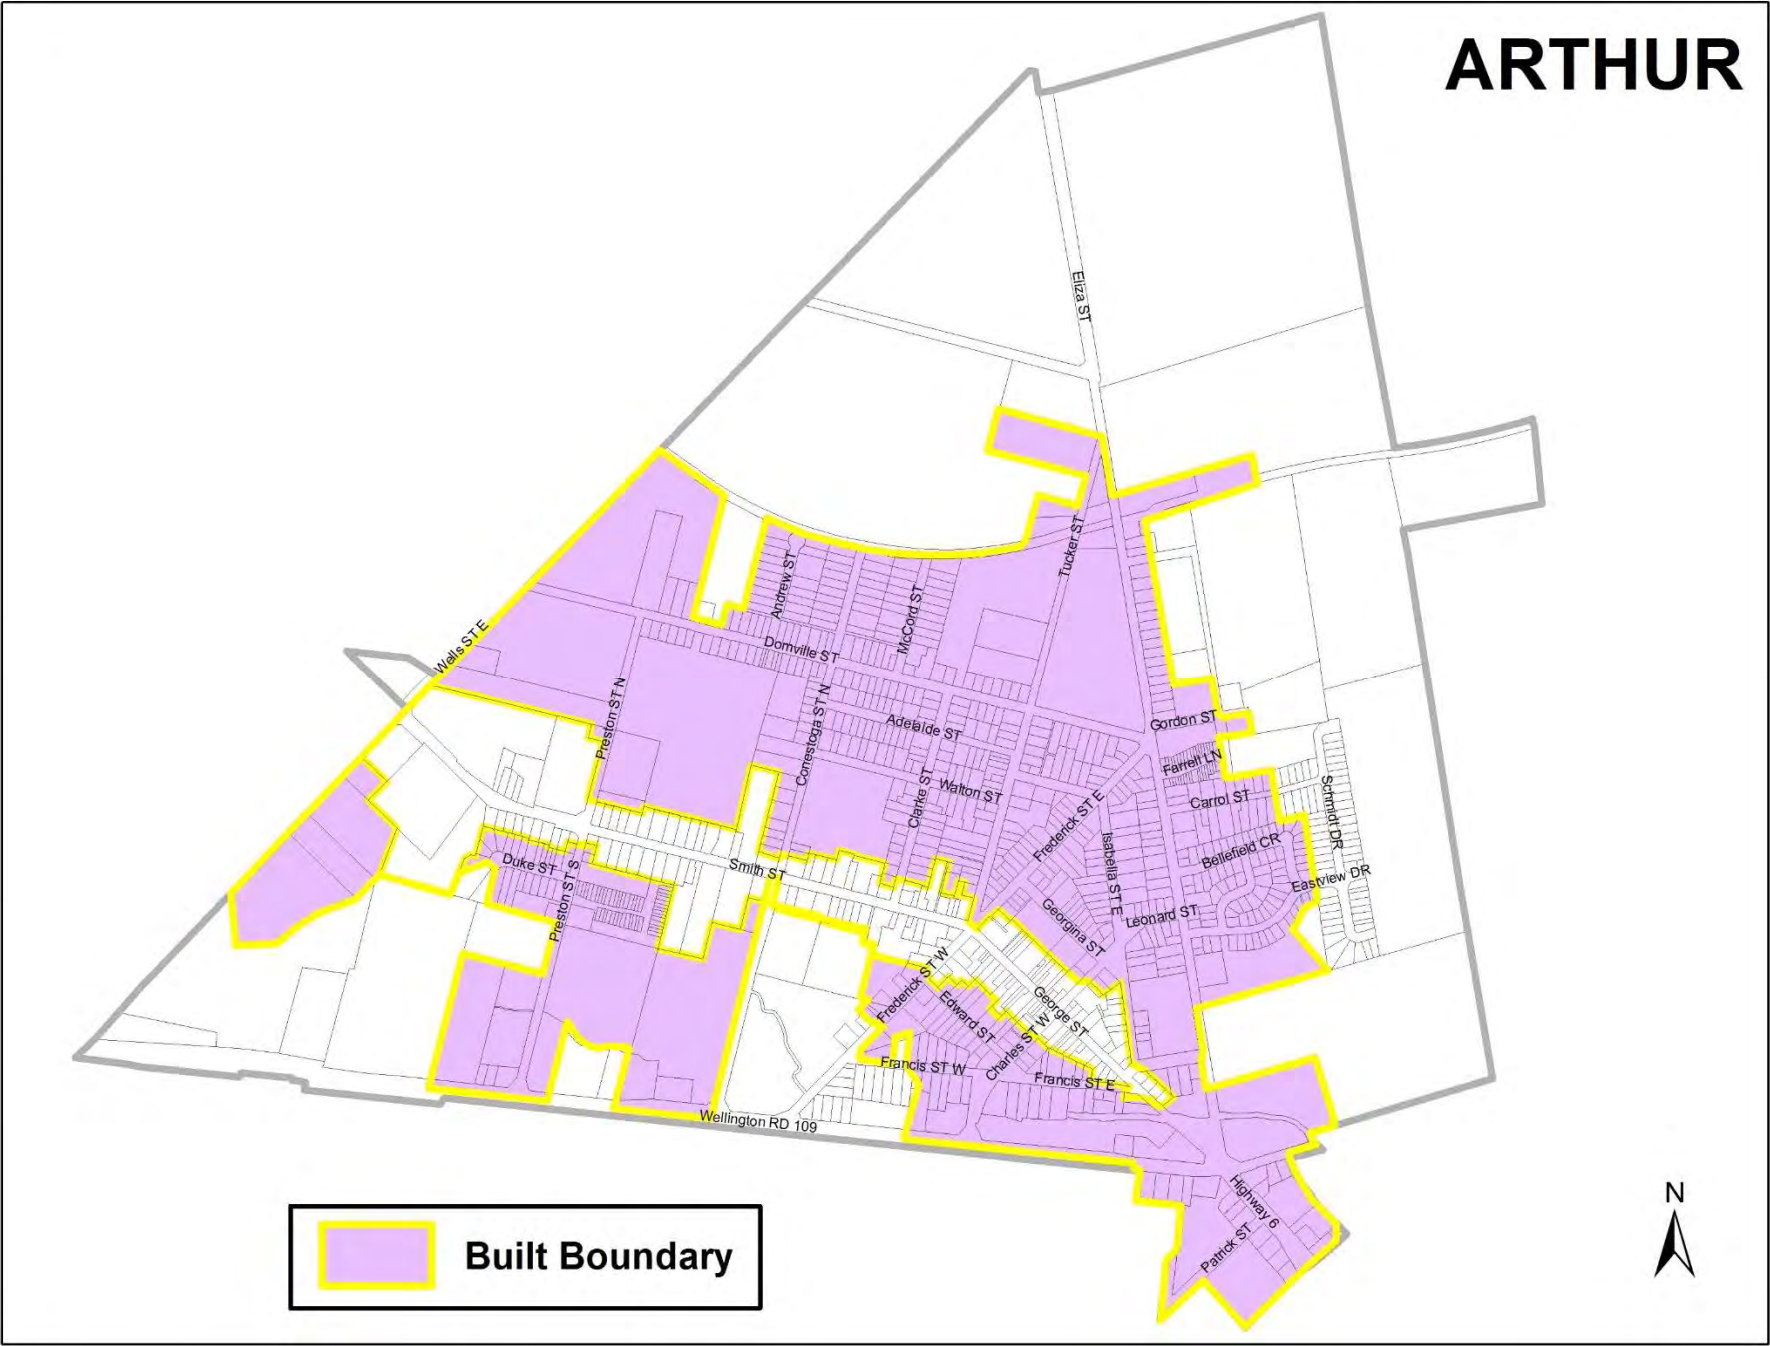 ARTHUR
Eliza ST
Tucker ST
Andrew ST
McCord ST
Wells ST E
Domville ST
Preston ST N
Conestoga ST N
Adelaide ST
Gordon ST
Farrell LN
Clarke ST
Walton ST
Carrol ST
Schmidt DR
Frederick ST E
Isabella ST E
Bellefield CR
Duke ST
Smith ST
Eastview DR
Preston ST S
Georgina ST
Leonard ST
Frederick ST W
Edward ST
George ST
Charles ST W
Francis ST W
Francis ST E
Wellington RD 109
Highway 6
Patrick ST
N
Built Boundary